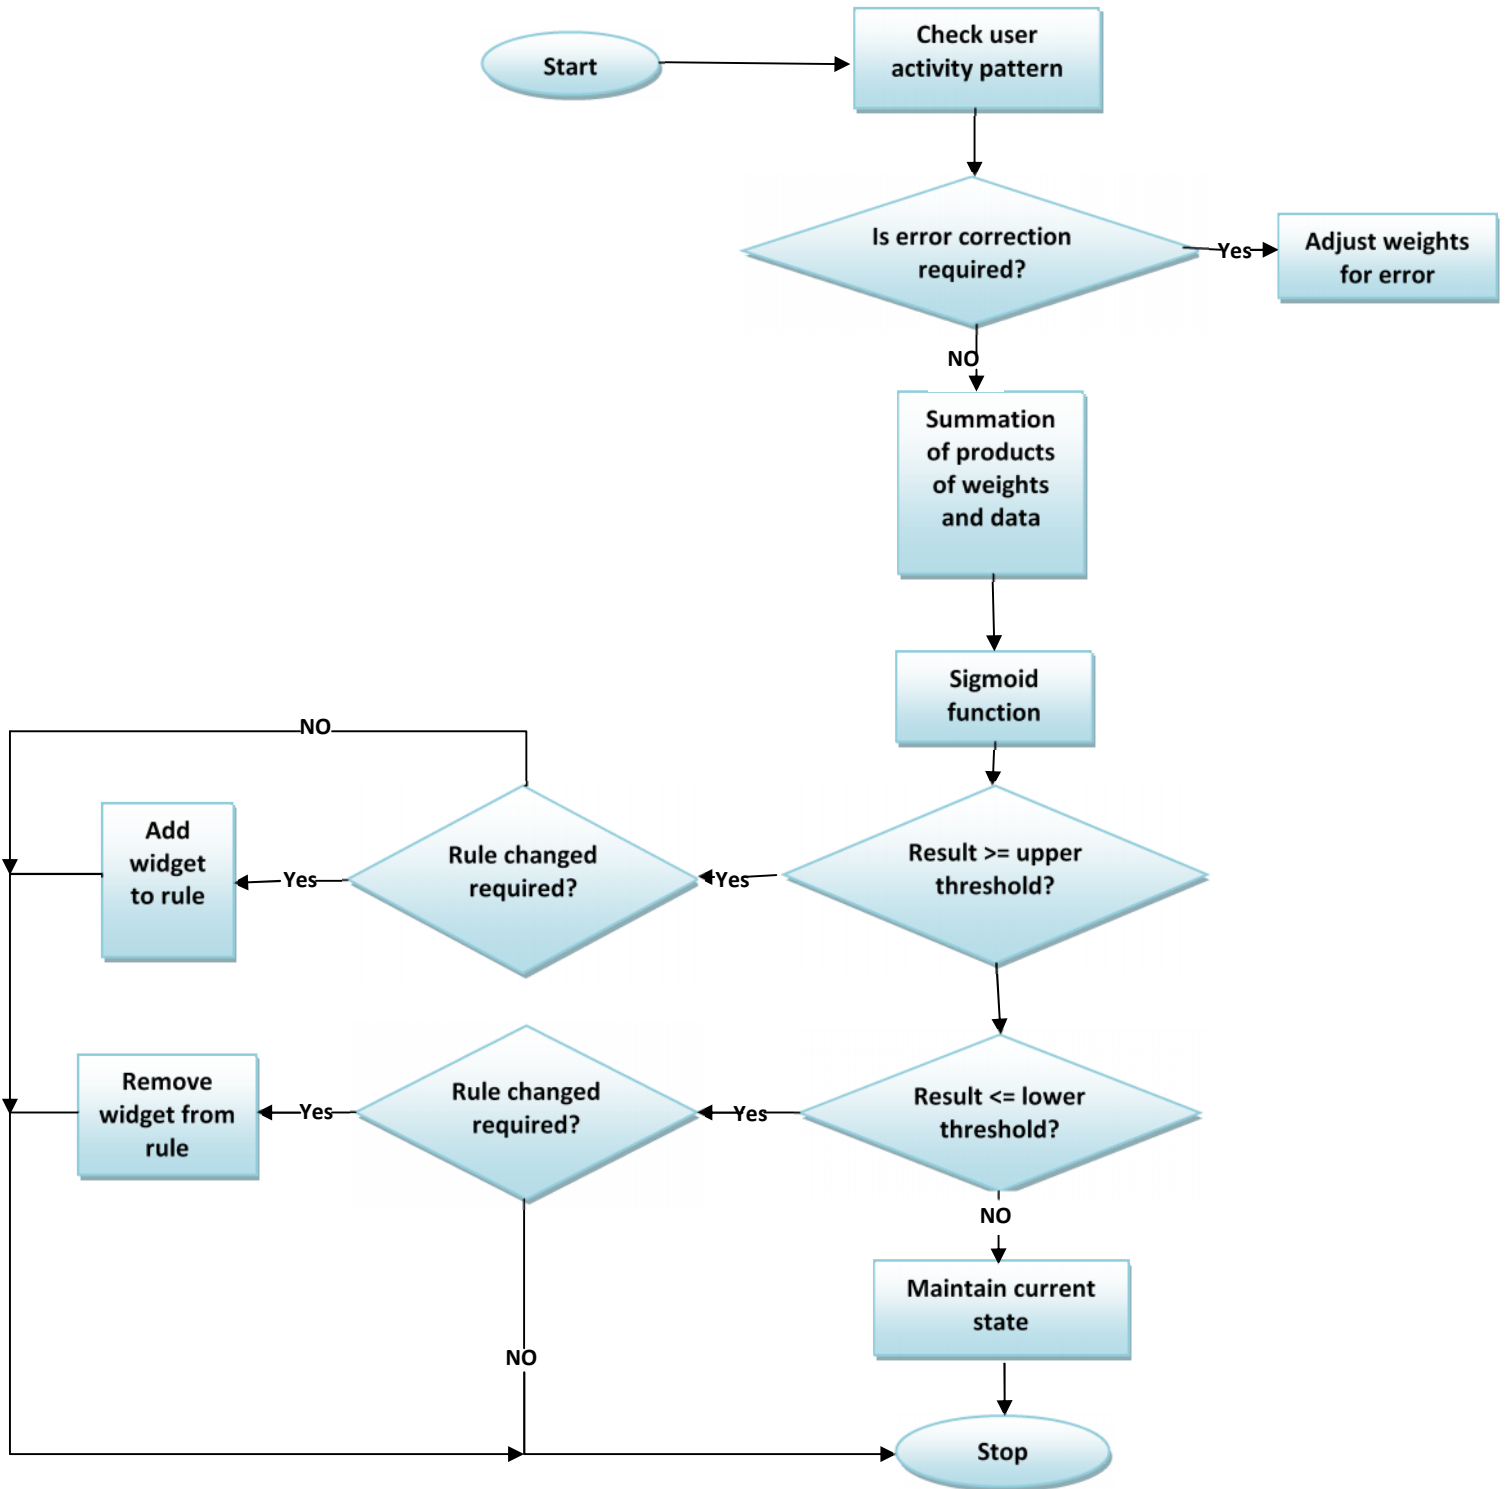 Start
Check user
activity pattern
Is error correction
required?
Yes
Adjust weights
for error
NO
Summation
of products
of weights
and data
Sigmoid
function
NO
Add
widget
to rule
Yes
Rule changed
required?
Yes
Result >= upper
threshold?
Remove
widget from
rule
Yes
Rule changed
required?
Yes
Result <= lower
threshold?
NO
Maintain current
state
NO
Stop